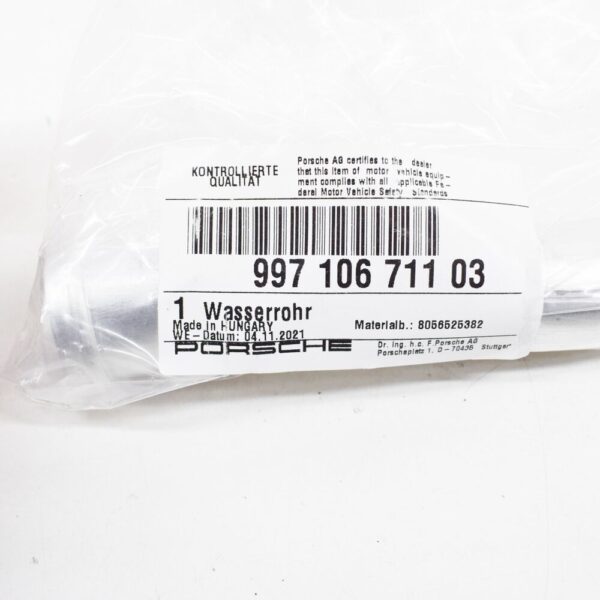 KONTROLLIERTE
QUALITÄT
Porsche AG certifies to the dealer
that this item of motor vehicle equip-
ment complies with all applicable Fe-
deral Motor Vehicle Safety Standards
997 106 711 03
1 Wasserrohr
Made in HUNGARY
Materialb.: 8056525382
WE-Datum: 04.11.2021
PORSCHE
Dr. Ing. h.c. F.Porsche AG
Porscheplatz 1. D-70435 Stuttgart